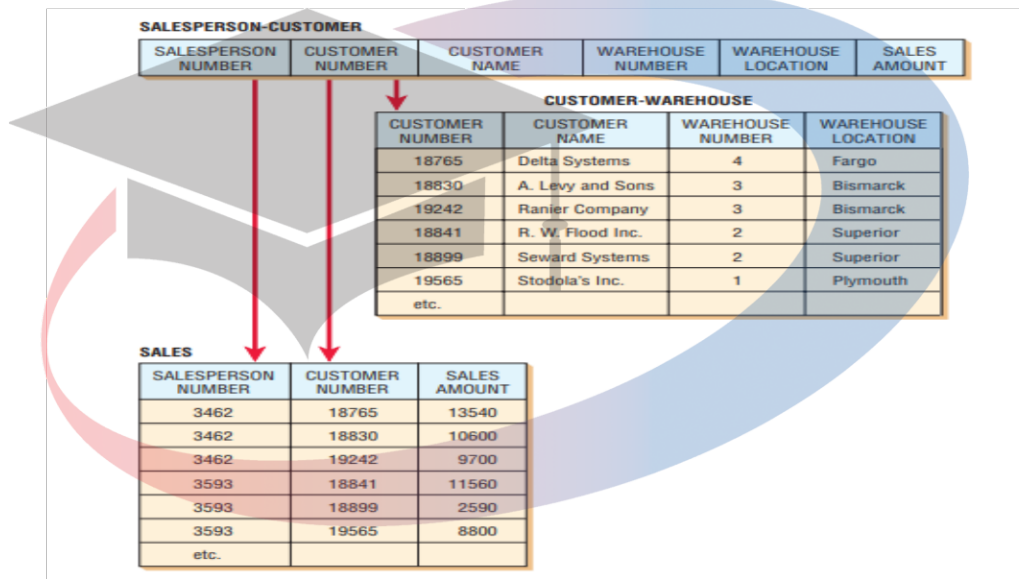 SALESPERSON-CUSTOMER
SALESPERSON NUMBER CUSTOMER NUMBER CUSTOMER NAME WAREHOUSE NUMBER WAREHOUSE LOCATION SALES AMOUNT
CUSTOMER-WAREHOUSE
CUSTOMER NUMBER CUSTOMER NAME WAREHOUSE NUMBER WAREHOUSE LOCATION
18765 Delta Systems 4 Fargo
18830 A. Levy and Sons 3 Bismarck
19242 Ranier Company 3 Bismarck
18841 R. W. Flood Inc. 2 Superior
18899 Seward Systems 2 Superior
19565 Stodola's Inc. 1 Plymouth
etc.
SALES
SALESPERSON NUMBER CUSTOMER NUMBER SALES AMOUNT
3462 18765 13540
3462 18830 10600
3462 19242 9700
3593 18841 11560
3593 18899 2590
3593 19565 8800
etc.